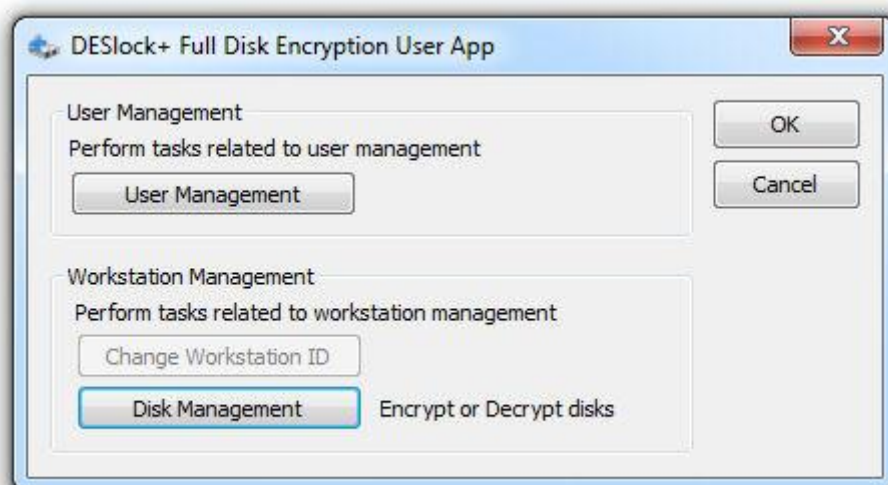 DESlock+ Full Disk Encryption User App
User Management
Perform tasks related to user management
User Management
OK
Cancel
Workstation Management
Perform tasks related to workstation management
Change Workstation ID
Disk Management
Encrypt or Decrypt disks